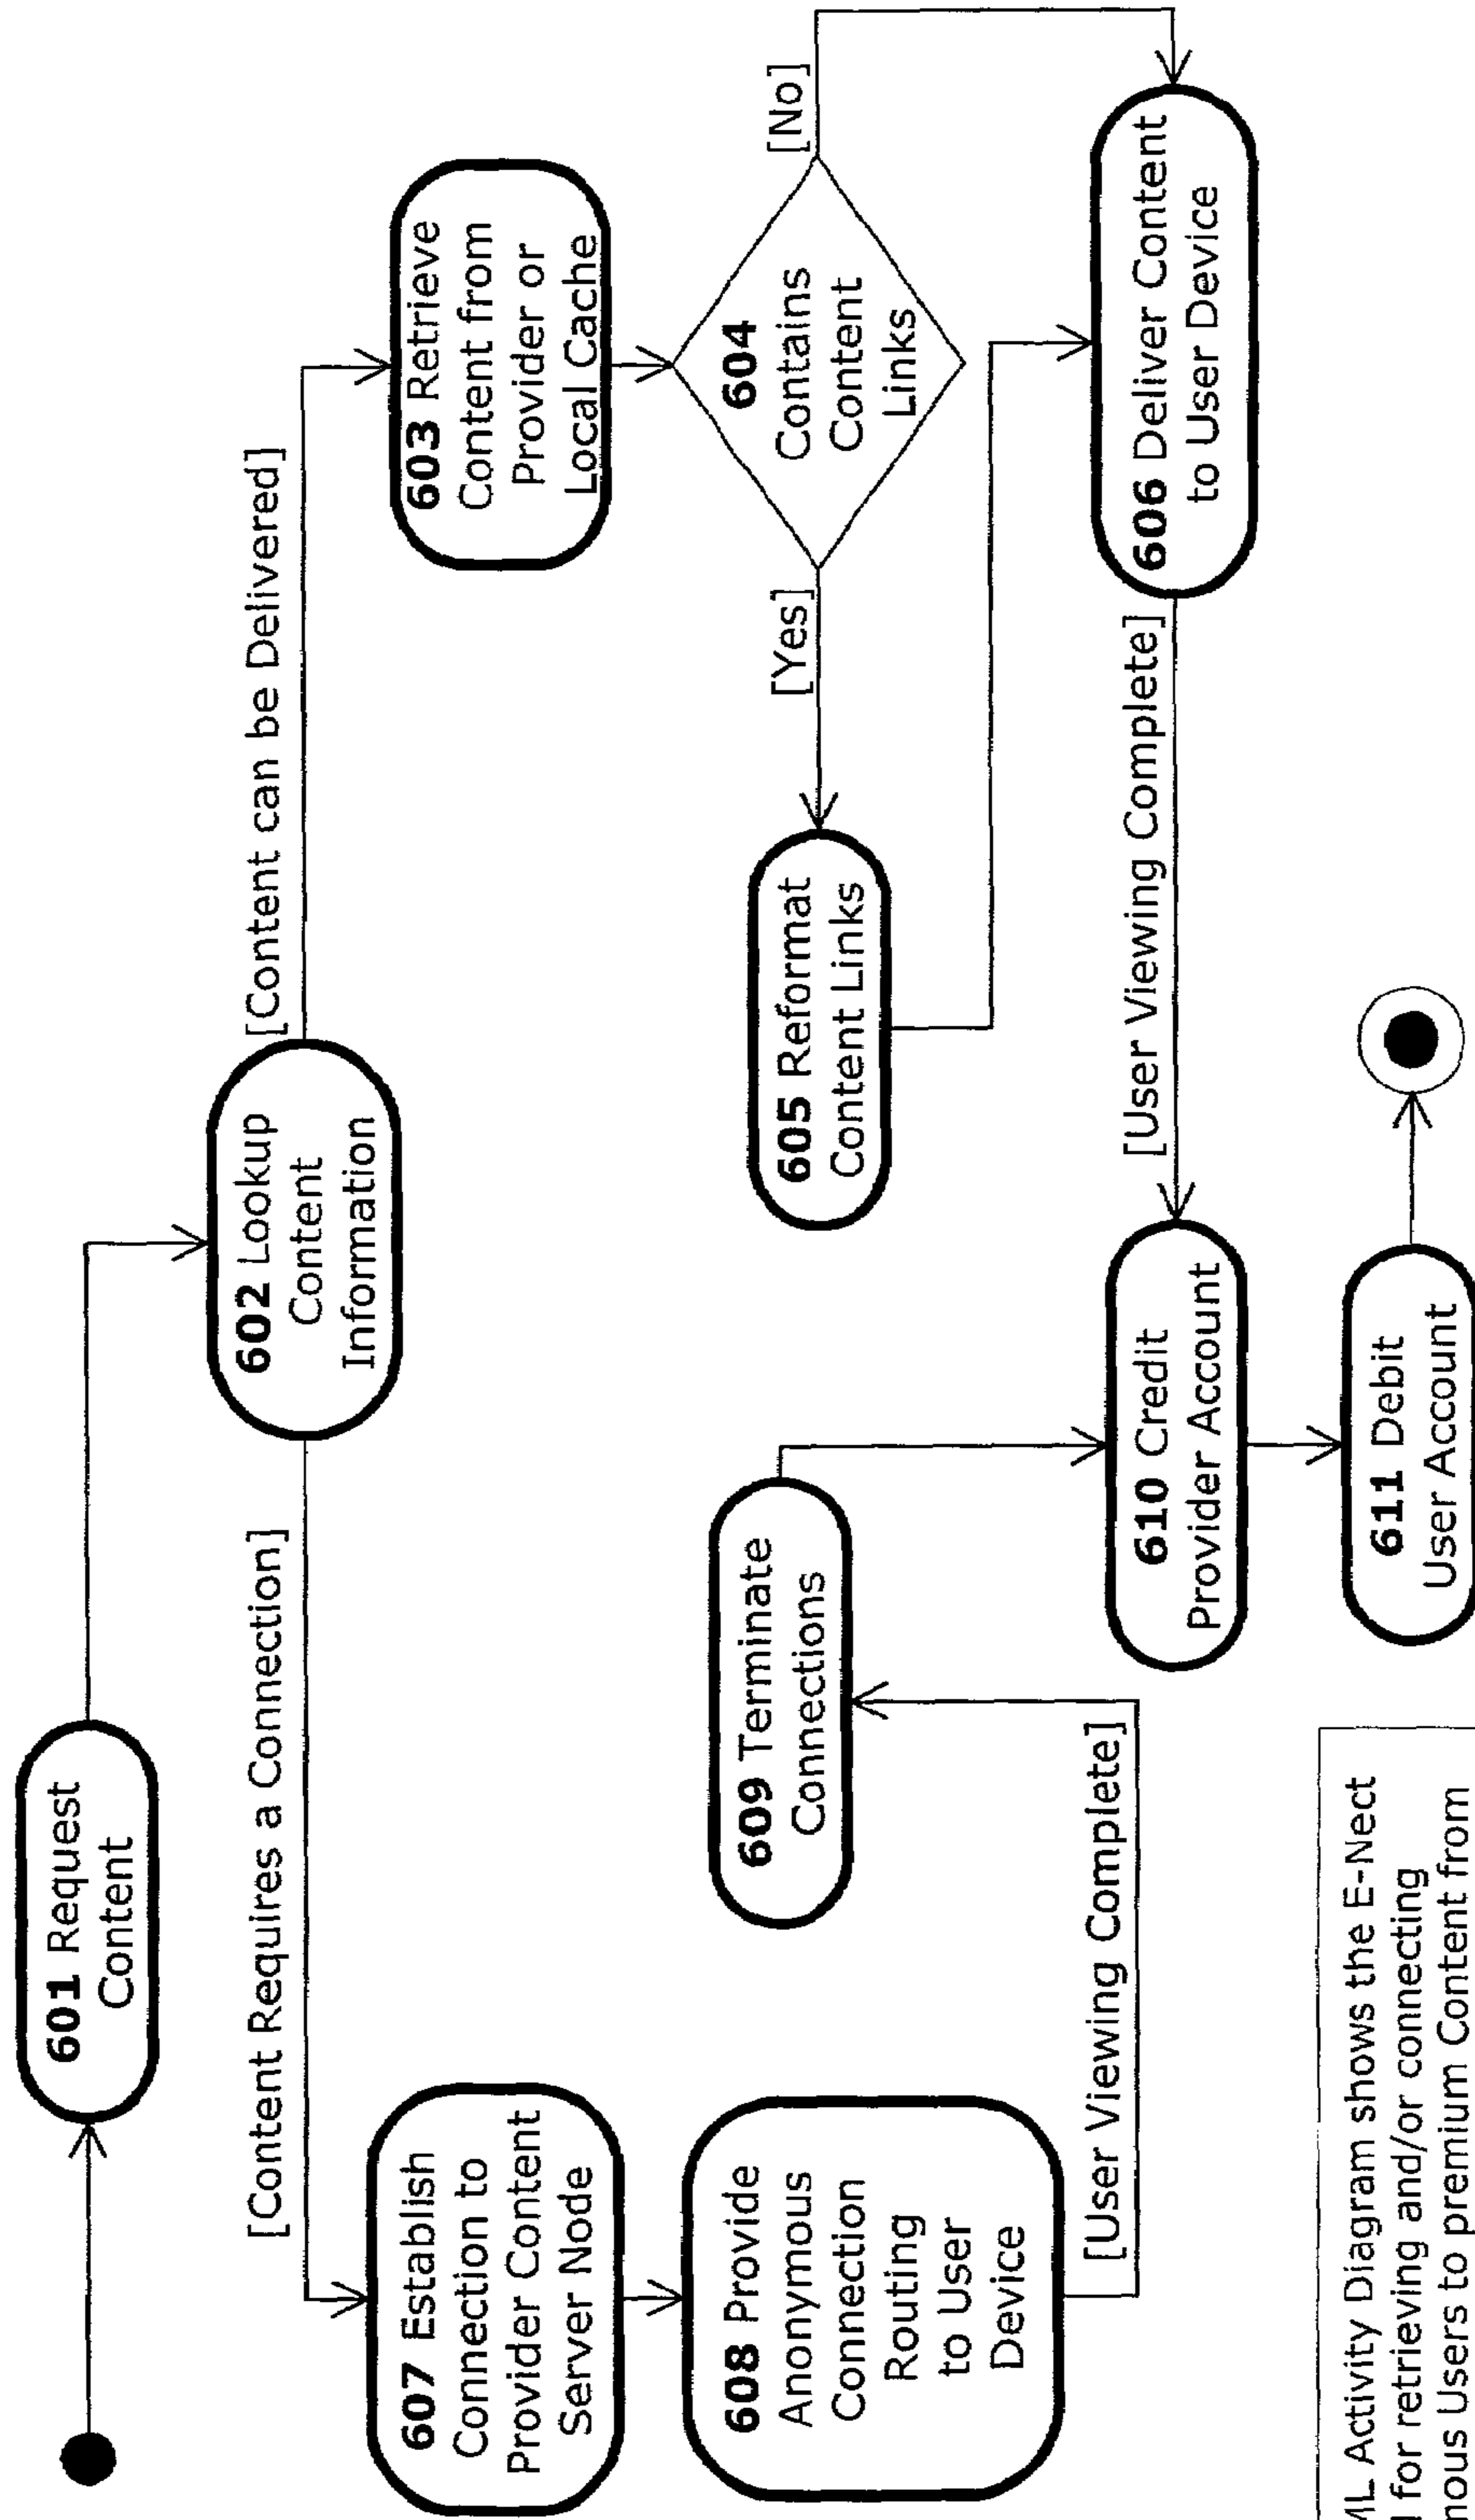 601 Request
Content
602 Lookup
Content
Information
[Content Requires a Connection]
[Content can be Delivered]
607 Establish
Connection to
Provider Content
Server Node
603 Retrieve
Content from
Provider or
Local Cache
608 Provide
Anonymous
Connection
Routing
to User
Device
609 Terminate
Connections
605 Reformat
Content Links
[Yes]
604
Contains
Content
Links
[No]
[User Viewing Complete]
610 Credit
Provider Account
[User Viewing Complete]
606 Deliver Content
to User Device
611 Debit
User Account
ML Activity Diagram shows the E-Nect
for retrieving and/or connecting
Users to premium Content from